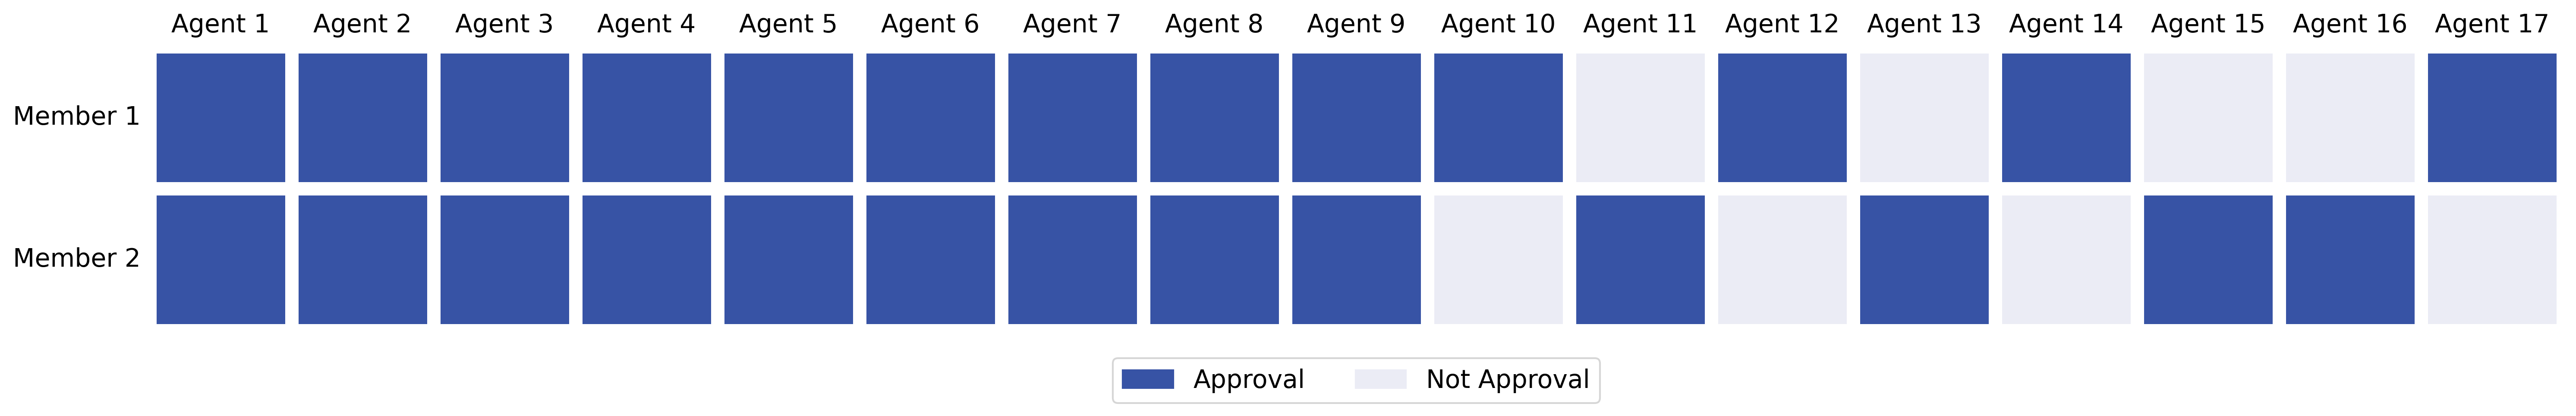 Agent 1 Agent 2 Agent 3 Agent 4 Agent 5 Agent 6 Agent 7 Agent 8 Agent 9 Agent 10 Agent 11 Agent 12 Agent 13 Agent 14 Agent 15 Agent 16 Agent 17
Member 1
Member 2
Approval Not Approval